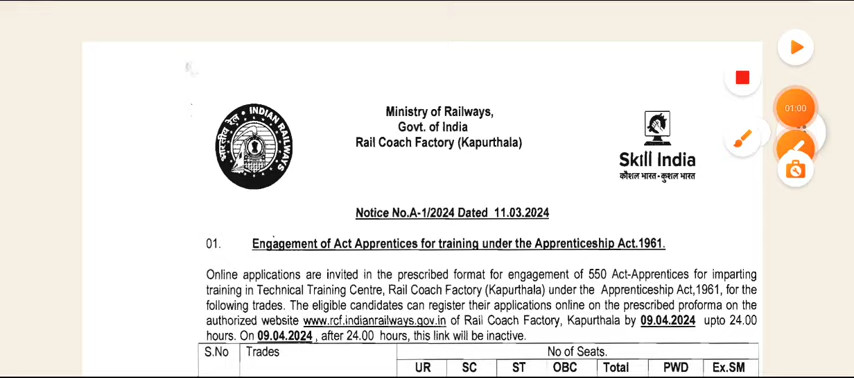 01:00
Ministry of Railways,
Govt. of India
Rail Coach Factory (Kapurthala)
भारतीय रेल • INDIAN RAILWAYS
Skill India
कौशल भारत - कुशल भारत
Notice No.A-1/2024 Dated 11.03.2024
01. Engagement of Act Apprentices for training under the Apprenticeship Act.1961.
Online applications are invited in the prescribed format for engagement of 550 Act-Apprentices for imparting
training in Technical Training Centre, Rail Coach Factory (Kapurthala) under the Apprenticeship Act,1961, for the
following trades. The eligible candidates can register their applications online on the prescribed proforma on the
authorized website www.rcf.indianrailways.gov.in of Rail Coach Factory, Kapurthala by 09.04.2024 upto 24.00
hours. On 09.04.2024 , after 24.00 hours, this link will be inactive.
S.No Trades No of Seats.
UR SC ST OBC Total PWD Ex.SM